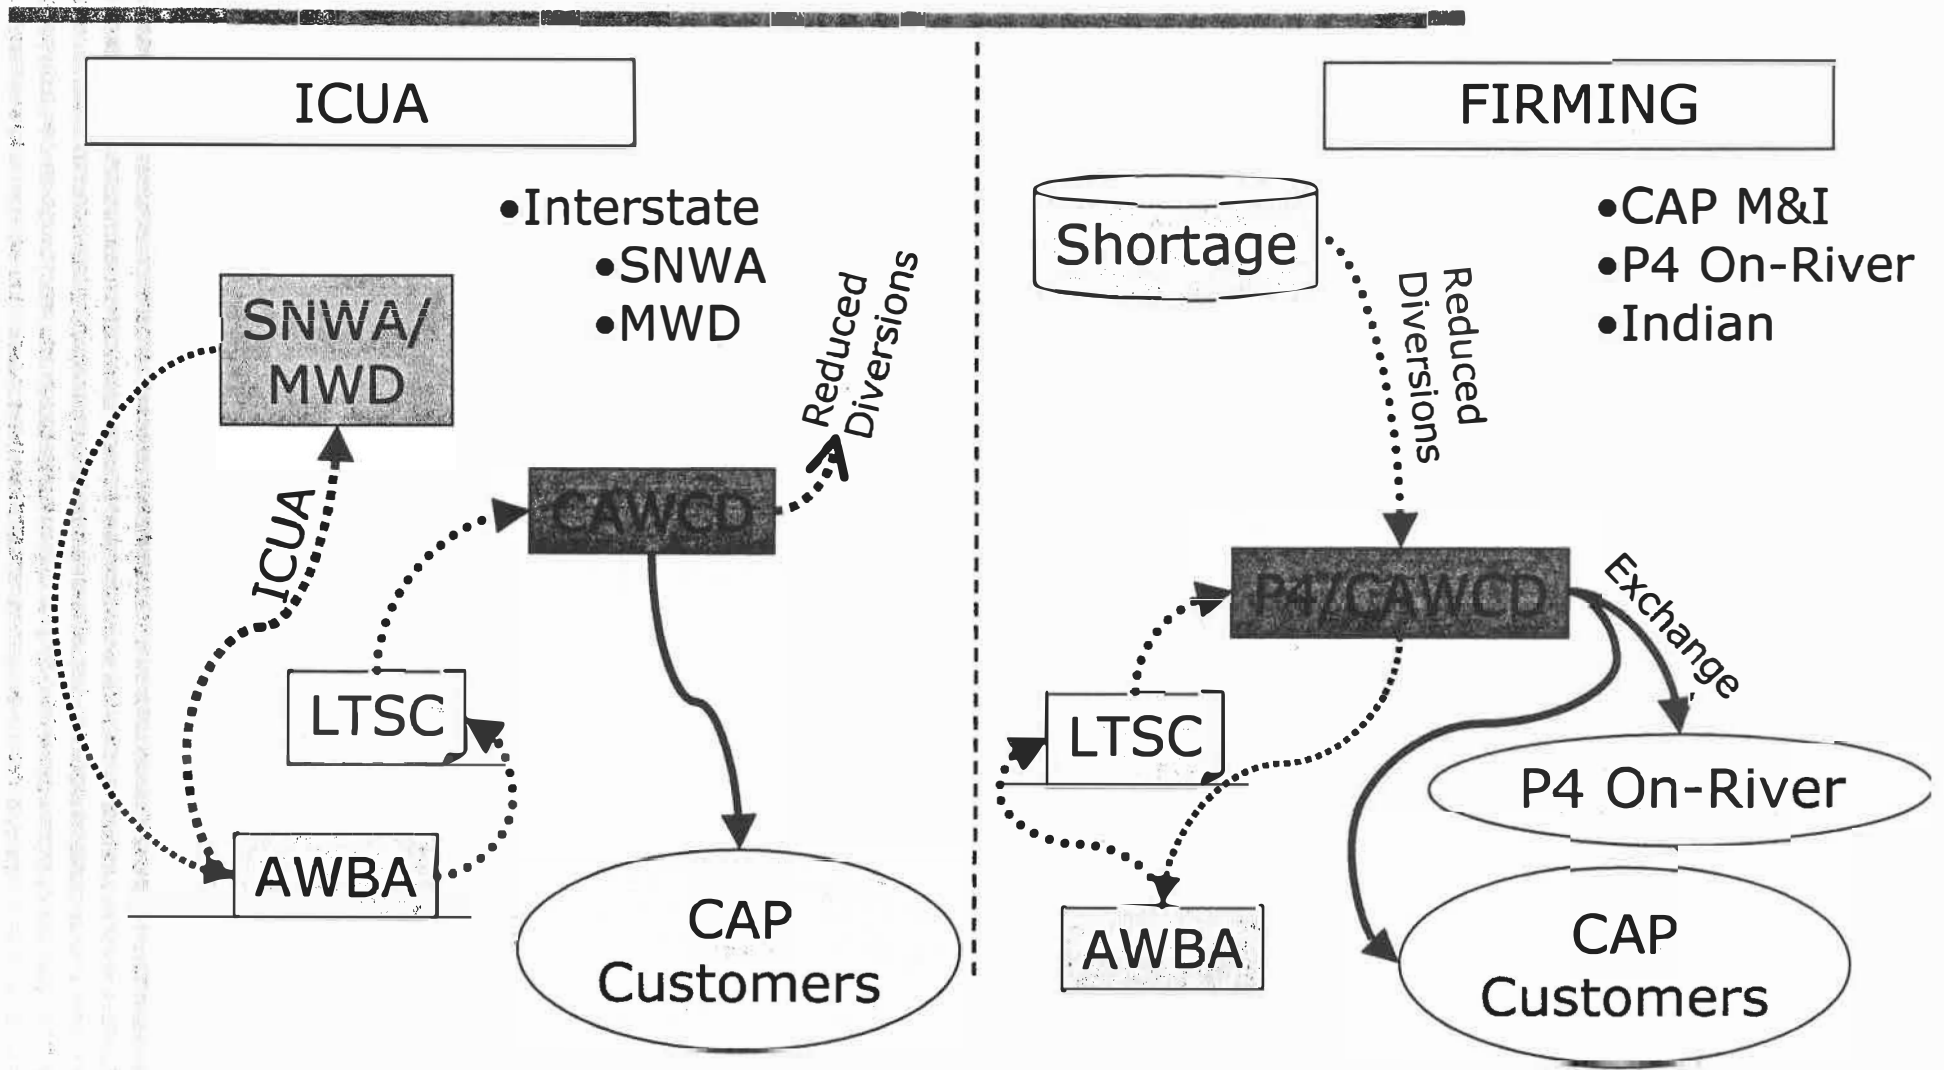 ICUA
•Interstate
•SNWA
•MWD
SNWA/
MWD
Reduced
Diversions
ICUA
CAWCD
LTSC
AWBA
CAP
Customers
FIRMING
Shortage
•CAP M&I
•P4 On-River
•Indian
Reduced
Diversions
P4/CAWCD
Exchange
LTSC
P4 On-River
AWBA
CAP
Customers